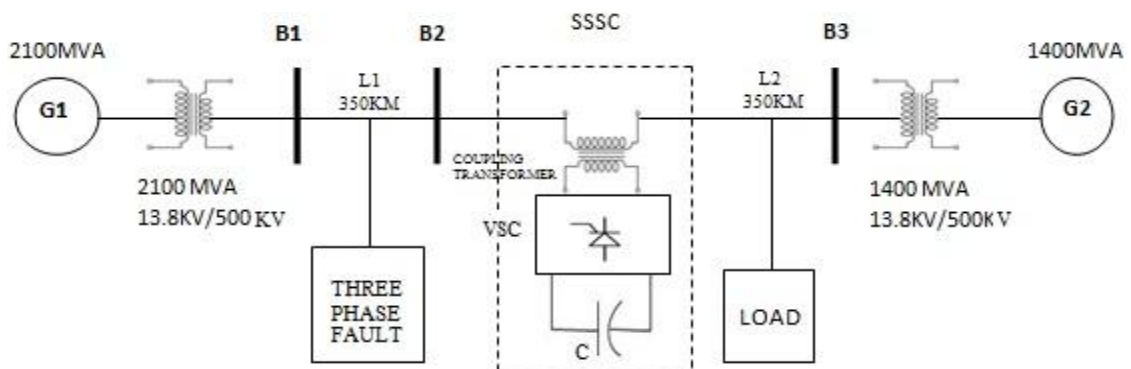 SSSC
B1
B2
B3
2100MVA
1400MVA
L1
350KM
L2
350KM
G1
G2
COUPLING
TRANSFORMER
2100 MVA
13.8KV/500 KV
1400 MVA
13.8KV/500KV
VSC
THREE
PHASE
FAULT
LOAD
C